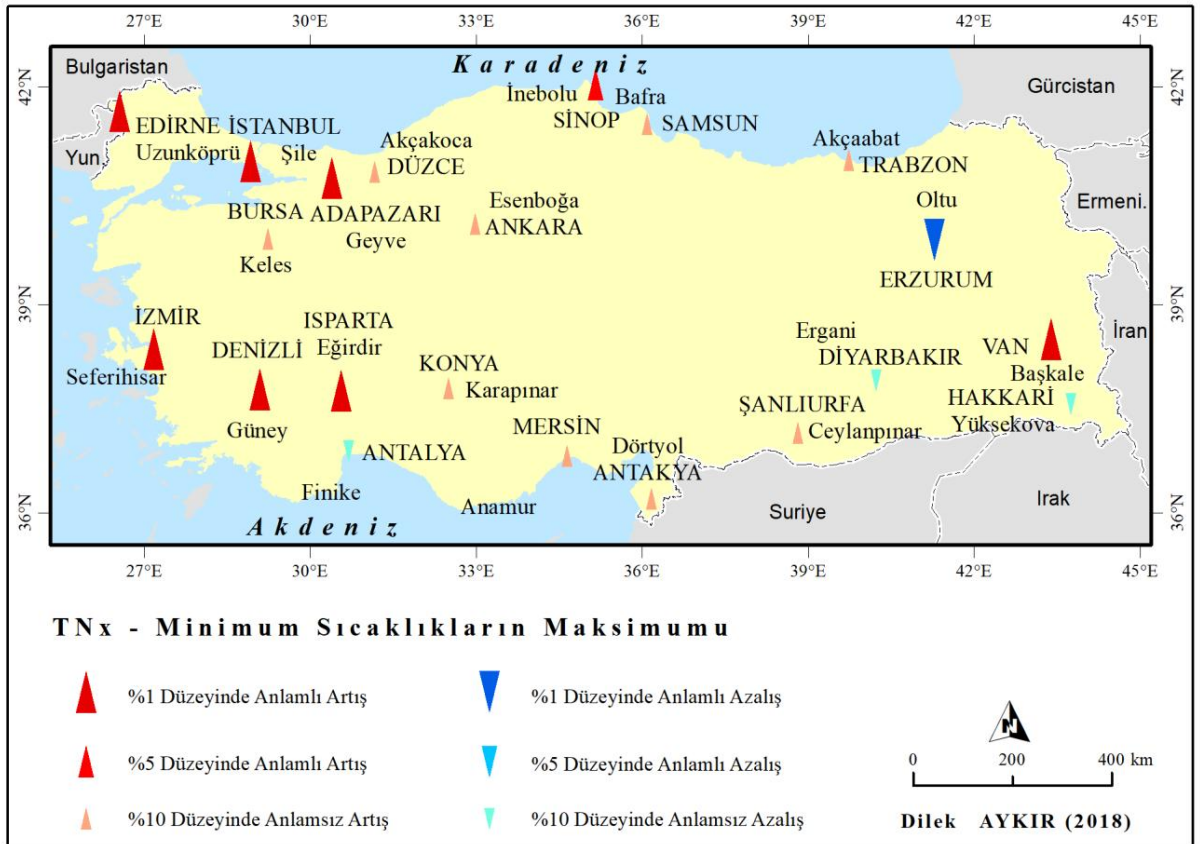 27°E 30°E 33°E 36°E 39°E 42°E 45°E
Bulgaristan
Karadeniz
Gürcistan
42°N
42°N
İnebolu
Bafra
SİNOP
SAMSUN
EDİRNE
İSTANBUL
Uzunköprü
Şile
Akçakoca
DÜZCE
Akçaabat
TRABZON
Yun.
Ermeni.
Esenboğa
ANKARA
Oltu
BURSA
ADAPAZARI
Geyve
Keles
ERZURUM
39°N
39°N
İZMİR
ISPARTA
Eğirdir
DENİZLİ
Ergani
DİYARBAKIR
VAN
Başkale
İran
Seferihisar
KONYA
Karapınar
HAKKARİ
Yüksekova
Güney
MERSİN
ŞANLIURFA
Ceylanpınar
ANTALYA
Dörtyol
ANTAKYA
Finike
Anamur
Suriye
Irak
36°N
36°N
Akdeniz
27°E 30°E 33°E 36°E 39°E 42°E 45°E
TNx - Minimum Sıcaklıkların Maksimumu
%1 Düzeyinde Anlamlı Artış
%1 Düzeyinde Anlamlı Azalış
%5 Düzeyinde Anlamlı Artış
%5 Düzeyinde Anlamlı Azalış
%10 Düzeyinde Anlamsız Artış
%10 Düzeyinde Anlamsız Azalış
N
0 200 400 km
Dilek AYKIR (2018)